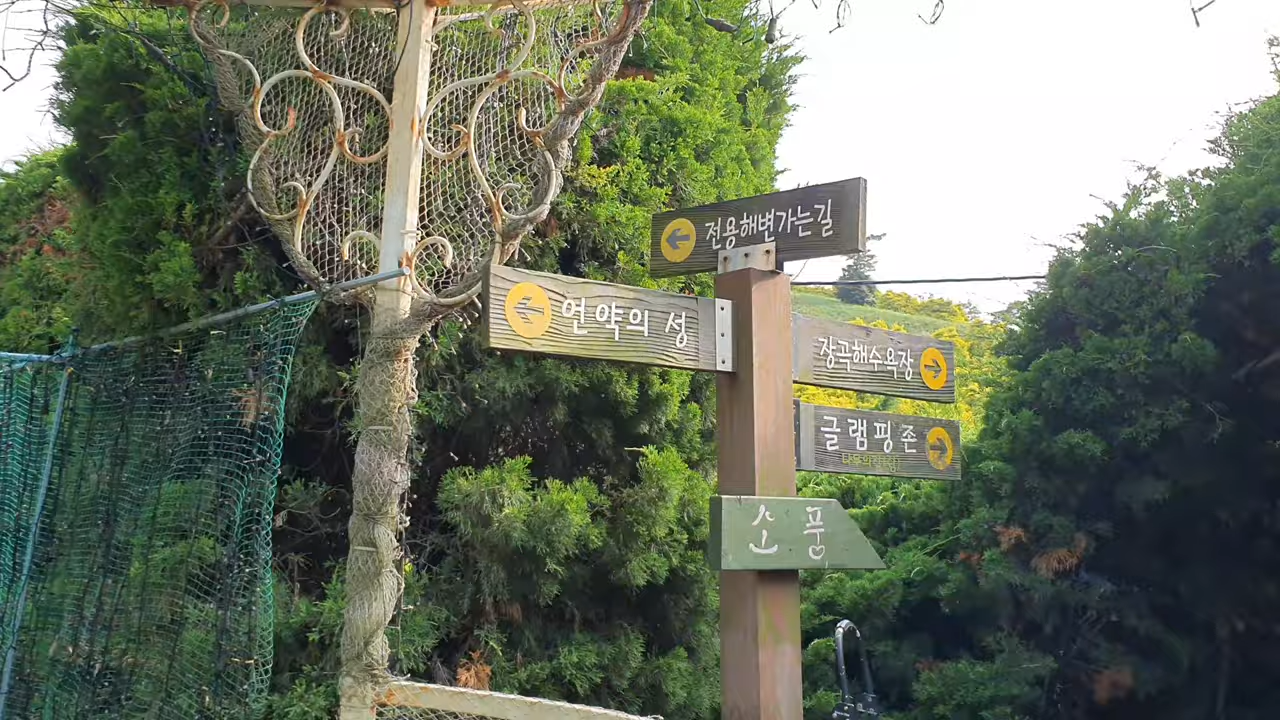 전용해변가는길
언약의 성
장곡해수욕장
글램핑존
소풍